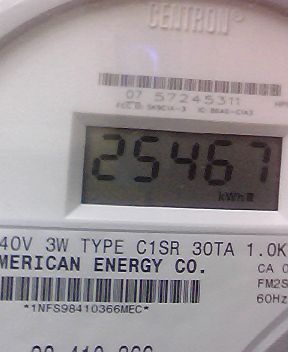 CENTRON®
07 57245311
25467
kWh
40V 3W TYPE C1SR 30TA 1.0K
MERICAN ENERGY CO.
CA 0
FM2S
60Hz
*1NFS98410366MEC*